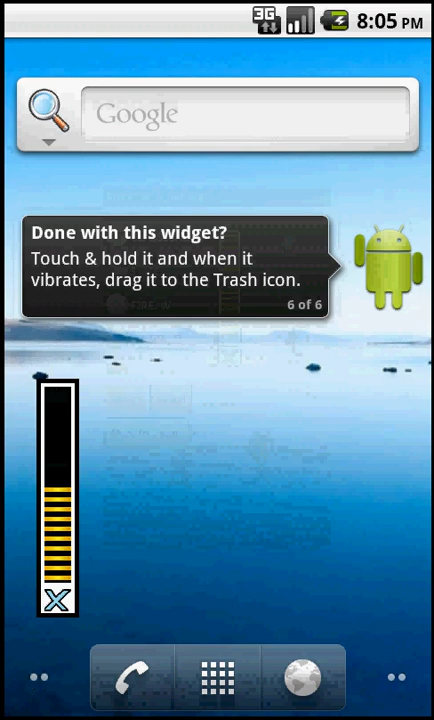 3G
8:05 PM
Google
Done with this widget?
Touch & hold it and when it
vibrates, drag it to the Trash icon.
6 of 6
X